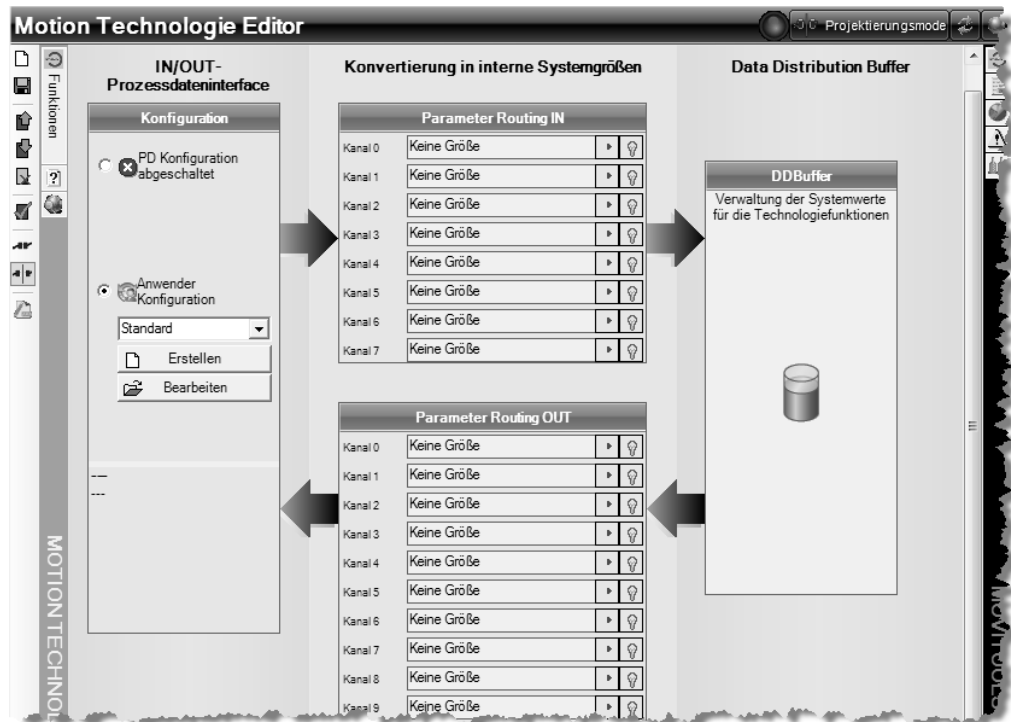 Motion Technologie Editor
Projektierungsmode
Funktionen
IN/OUT-
Prozessdateninterface
Konfiguration
PD Konfiguration
abgeschaltet
Anwender
Konfiguration
Standard
Erstellen
Bearbeiten
---
---
Konvertierung in interne Systemgrößen
Parameter Routing IN
Kanal 0 Keine Größe
Kanal 1 Keine Größe
Kanal 2 Keine Größe
Kanal 3 Keine Größe
Kanal 4 Keine Größe
Kanal 5 Keine Größe
Kanal 6 Keine Größe
Kanal 7 Keine Größe
Parameter Routing OUT
Kanal 0 Keine Größe
Kanal 1 Keine Größe
Kanal 2 Keine Größe
Kanal 3 Keine Größe
Kanal 4 Keine Größe
Kanal 5 Keine Größe
Kanal 6 Keine Größe
Kanal 7 Keine Größe
Kanal 8 Keine Größe
Kanal 9 Keine Größe
Data Distribution Buffer
DDBuffer
Verwaltung der Systemwerte
für die Technologiefunktionen
MOTION TECHNOL